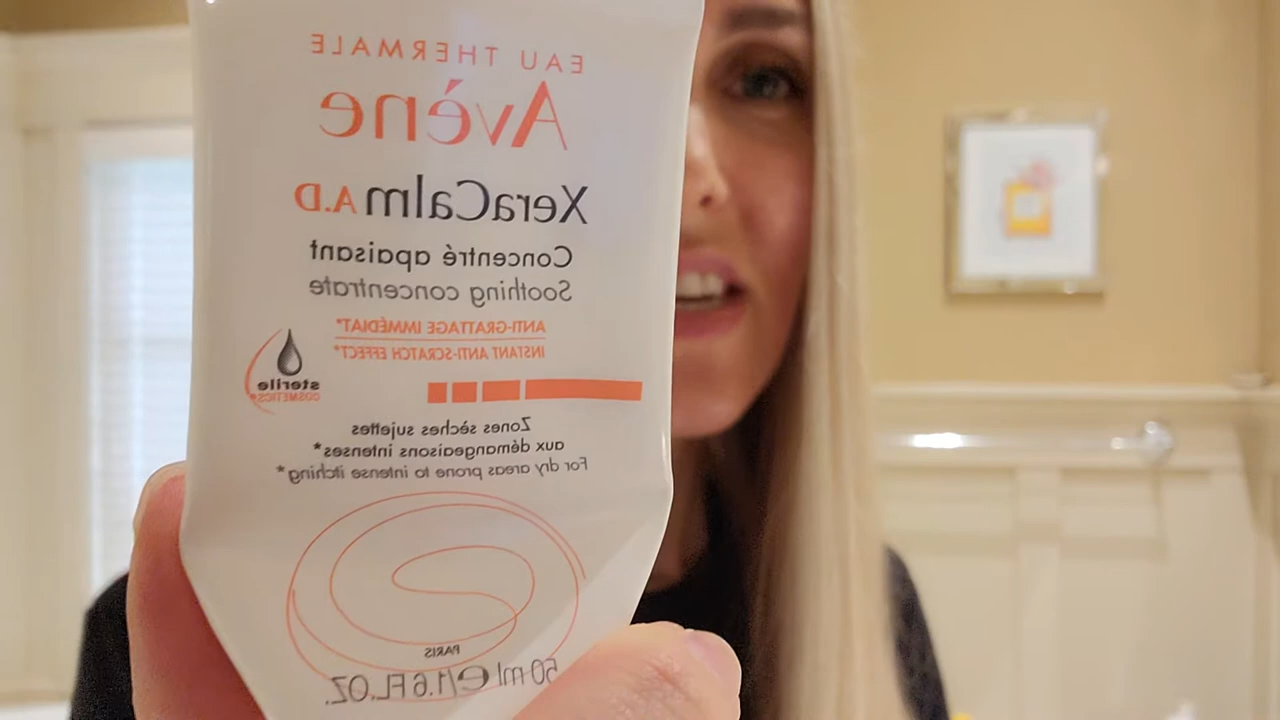 EAU THERMALE
Avène
XeraCalm A.D
Concentré apaisant
Soothing concentrate
ANTI-GRATTAGE IMMÉDIAT*
INSTANT ANTI-SCRATCH EFFECT*
sterile
COSMETICS®
Zones sèches sujettes
aux démangeaisons intenses*
For dry areas prone to intense itching*
PARIS
50 ml e/1.6 FL.OZ.